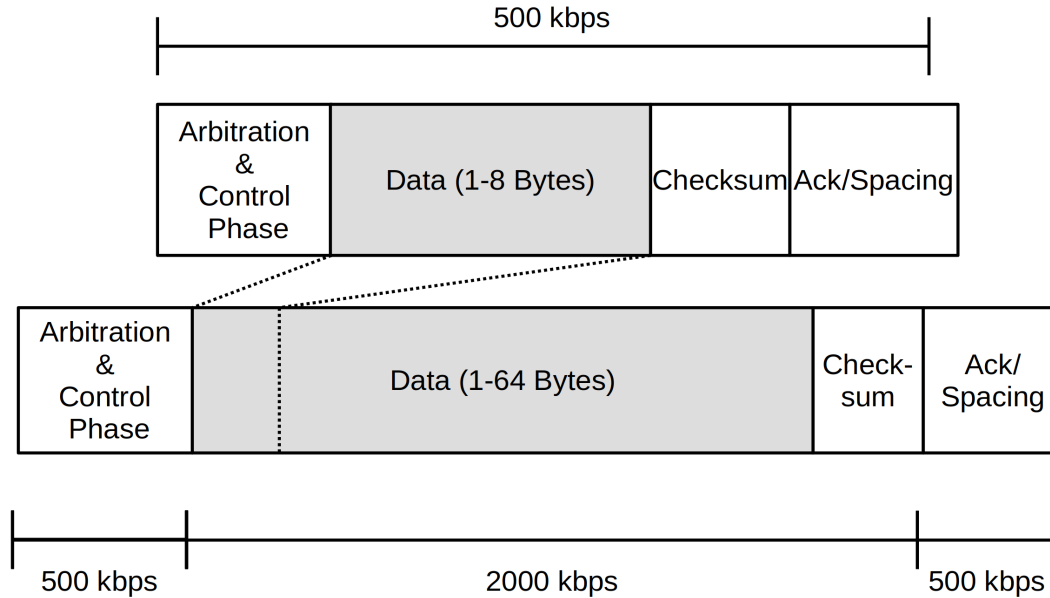 500 kbps
Arbitration
&
Control
Phase
Data (1-8 Bytes)
Checksum
Ack/Spacing
Arbitration
&
Control
Phase
Data (1-64 Bytes)
Check-
sum
Ack/
Spacing
500 kbps
2000 kbps
500 kbps